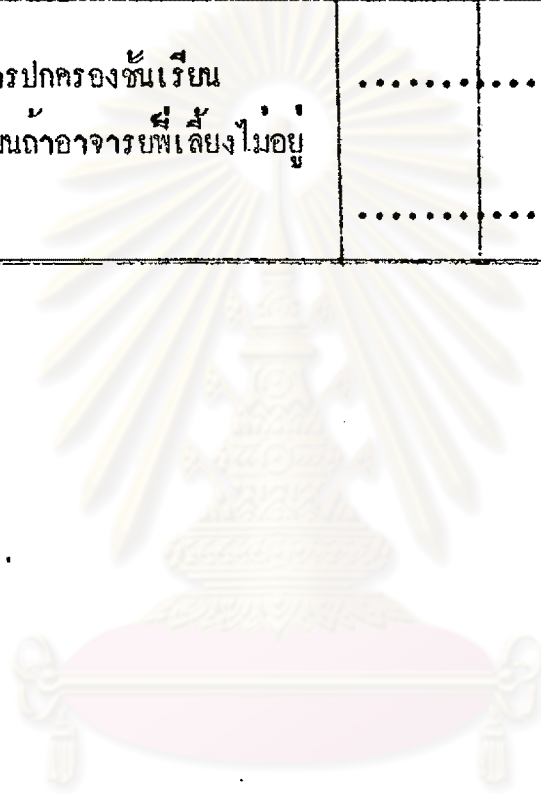 รปกครองชั้นเรียน ..........
ยนถ้าอาจารย์พี่เลี้ยงไม่อยู่
..........